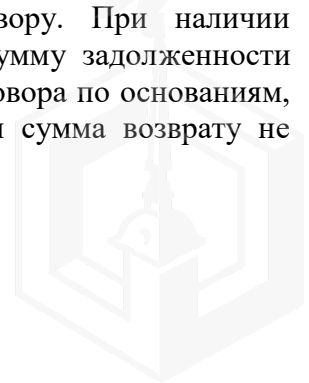 вору. При наличии
умму задолженности
овора по основаниям,
сумма возврату не